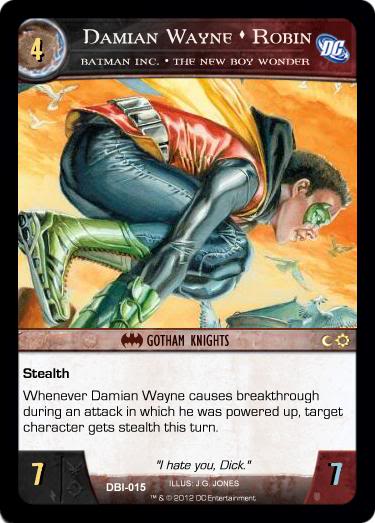 4
DAMIAN WAYNE • ROBIN
DC
BATMAN INC. • THE NEW BOY WONDER
GOTHAM KNIGHTS
Stealth
Whenever Damian Wayne causes breakthrough
during an attack in which he was powered up, target
character gets stealth this turn.
"I hate you, Dick."
7
7
DBI-015
ILLUS: J.G. JONES
™ & © 2012 DC Entertainment